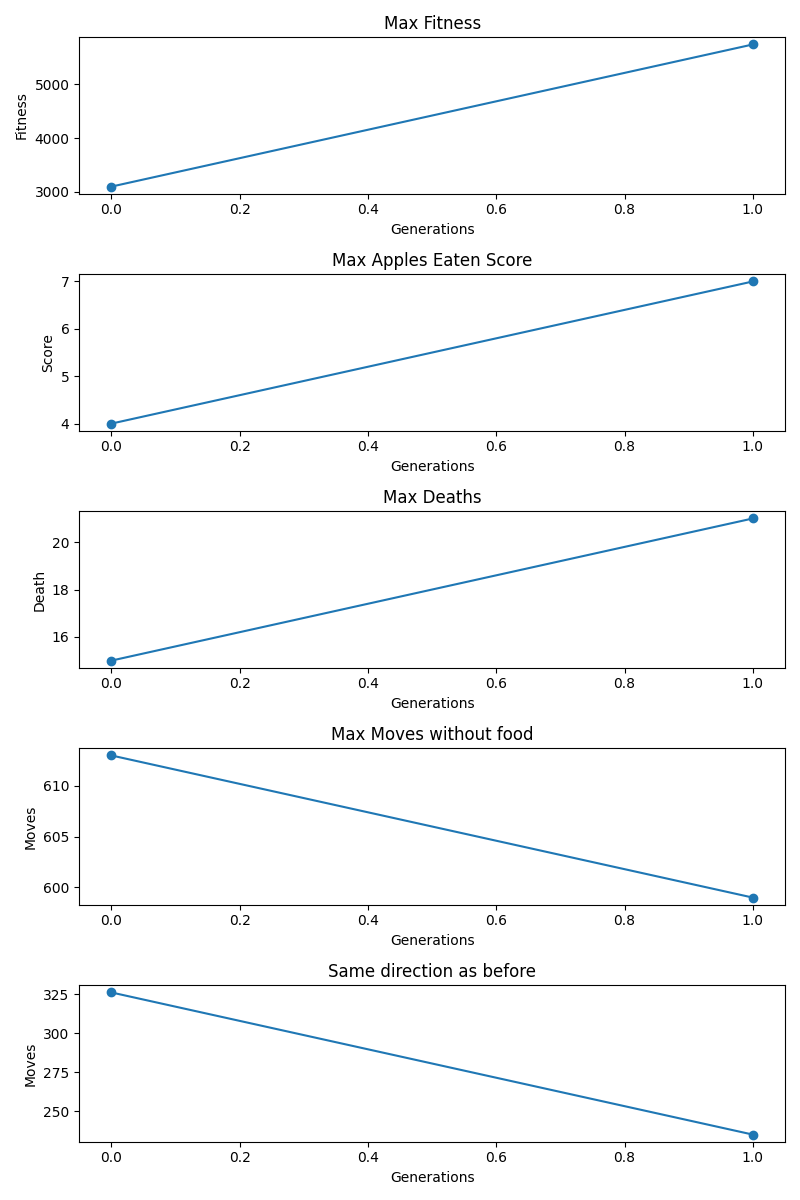 Max Fitness
Fitness
5000
4000
3000
0.0 0.2 0.4 0.6 0.8 1.0
Generations
Max Apples Eaten Score
Score
7
6
5
4
0.0 0.2 0.4 0.6 0.8 1.0
Generations
Max Deaths
Death
20
18
16
0.0 0.2 0.4 0.6 0.8 1.0
Generations
Max Moves without food
Moves
610
605
600
0.0 0.2 0.4 0.6 0.8 1.0
Generations
Same direction as before
Moves
325
300
275
250
0.0 0.2 0.4 0.6 0.8 1.0
Generations